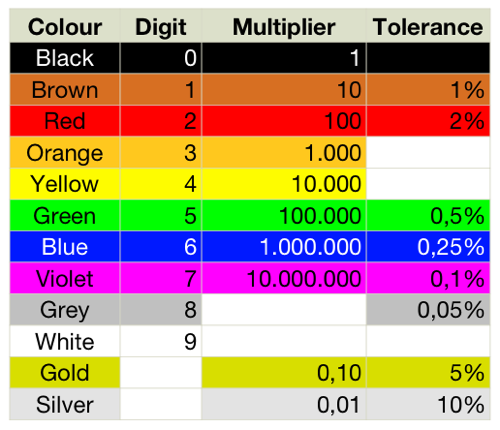 Colour Digit Multiplier Tolerance
Black 0 1
Brown 1 10 1%
Red 2 100 2%
Orange 3 1.000
Yellow 4 10.000
Green 5 100.000 0,5%
Blue 6 1.000.000 0,25%
Violet 7 10.000.000 0,1%
Grey 8 0,05%
White 9
Gold 0,10 5%
Silver 0,01 10%